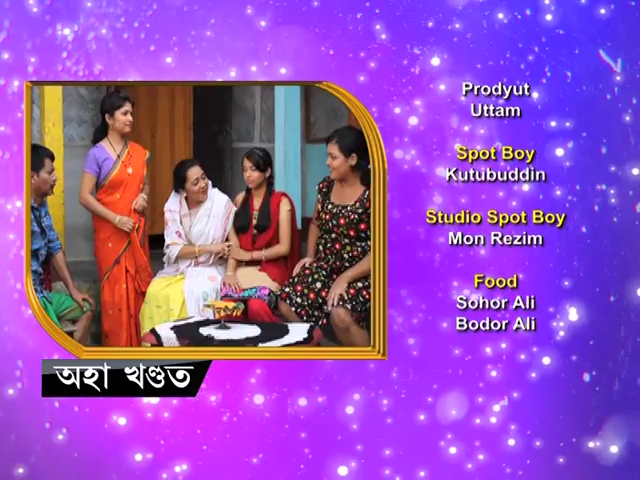 Prodyut
Uttam
Spot Boy
Kutubuddin
Studio Spot Boy
Mon Rezim
Food
Sohor Ali
Bodor Ali
অহা খণ্ডত